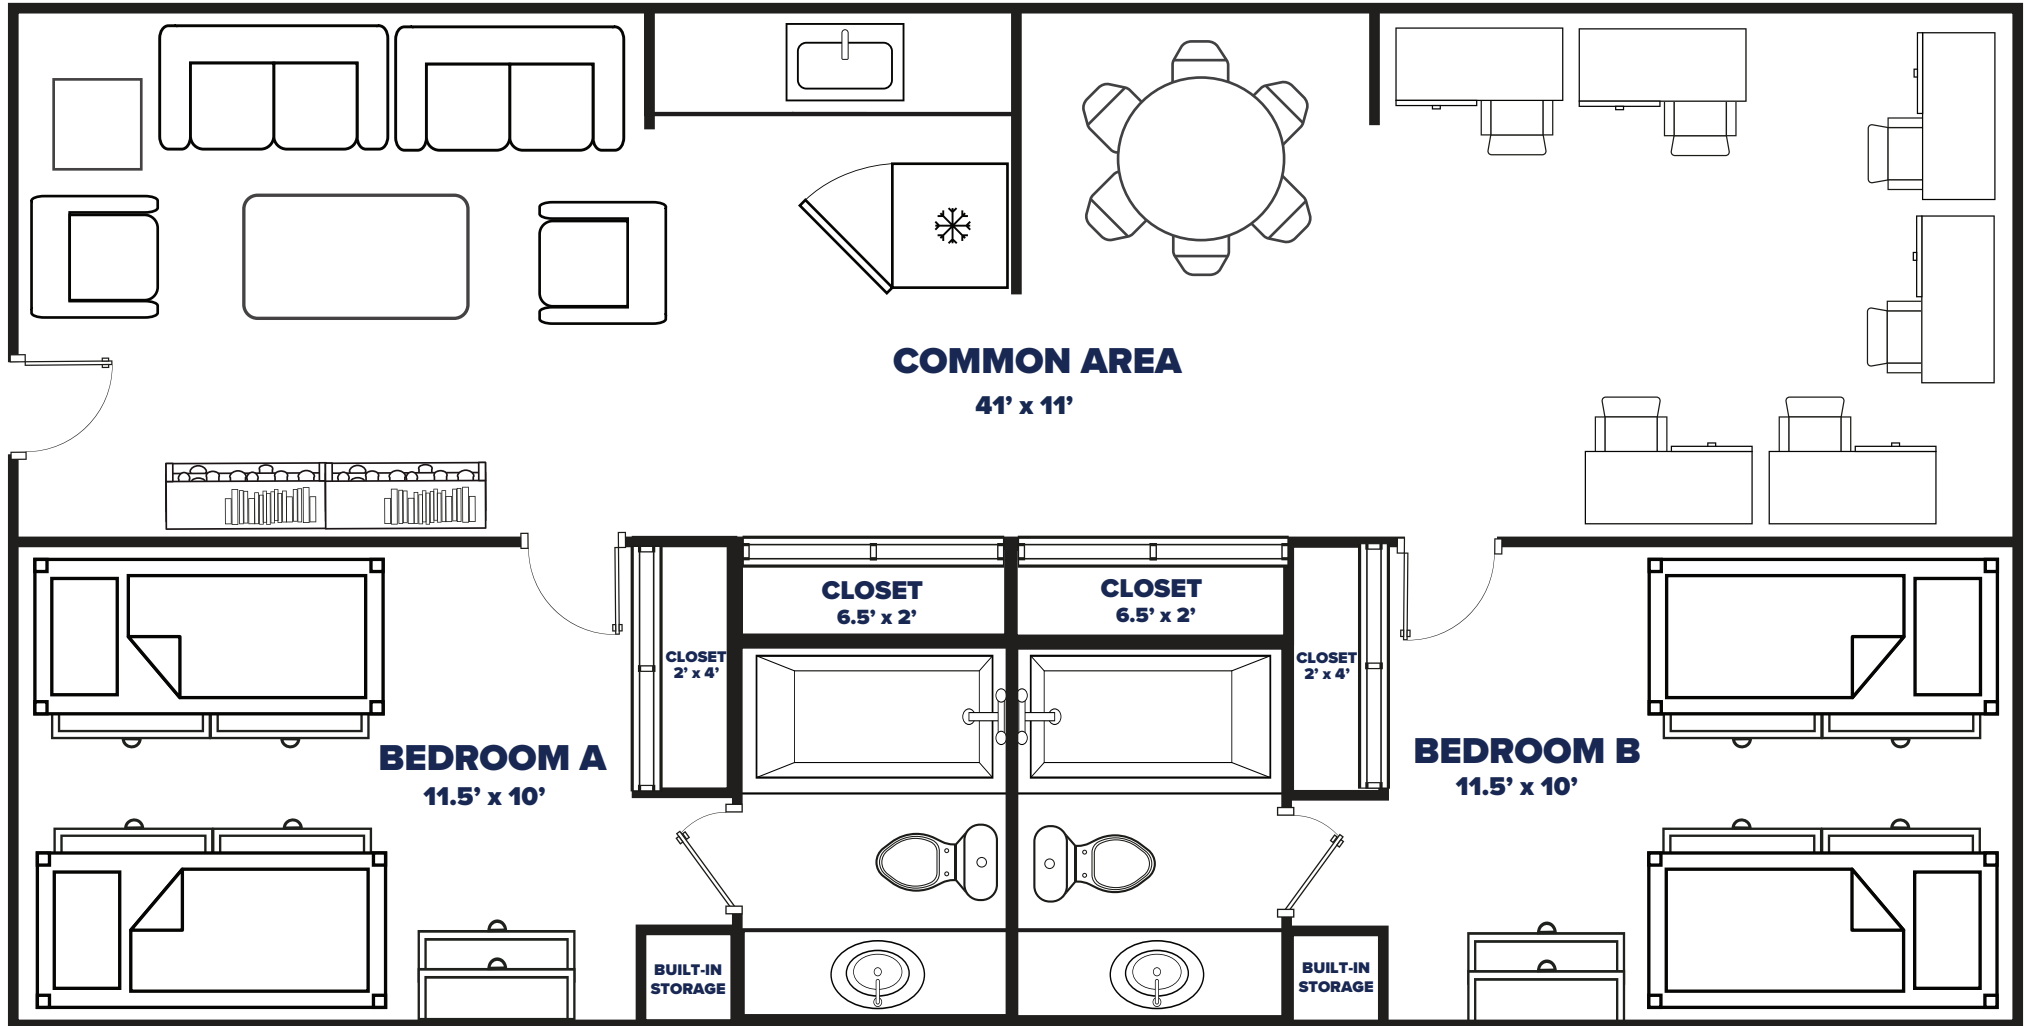 COMMON AREA
41’ x 11’
CLOSET
6.5’ x 2’
CLOSET
6.5’ x 2’
CLOSET
2’ x 4’
CLOSET
2’ x 4’
BEDROOM A
11.5’ x 10’
BEDROOM B
11.5’ x 10’
BUILT-IN
STORAGE
BUILT-IN
STORAGE